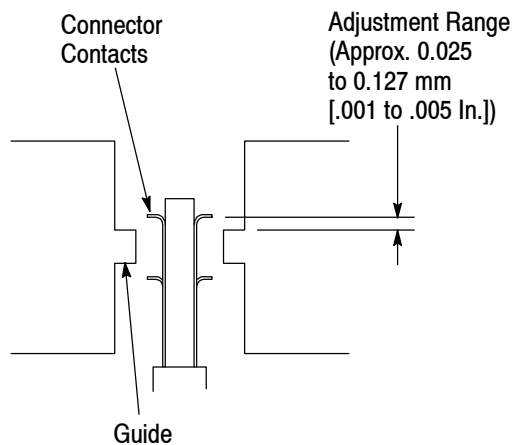 Connector
Contacts
Adjustment Range
(Approx. 0.025
to 0.127 mm
[.001 to .005 In.])
Guide